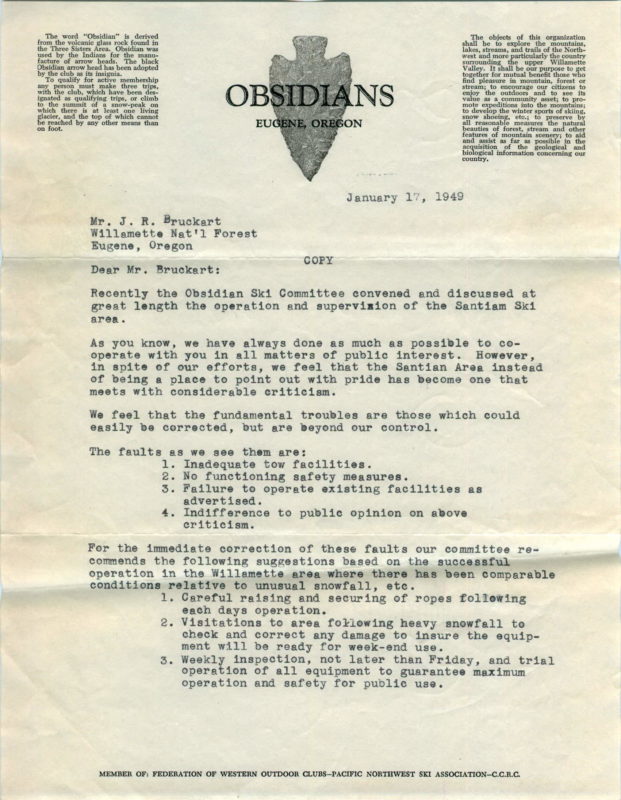 The word "Obsidian" is derived
from the volcanic glass rock found in
the Three Sisters Area. Obsidian was
used by the Indians for the manu-
facture of arrow heads. The black
Obsidian arrow head has been adopted
by the club as its insignia.
To qualify for active membership
any person must make three trips,
with the club, which have been des-
ignated as qualifying trips, or climb
to the summit of a snow-peak on
which there is at least one living
glacier, and the top of which cannot
be reached by any other means than
on foot.
OBSIDIANS
EUGENE, OREGON
The objects of this organization
shall be to explore the mountains,
lakes, streams, and trails of the North-
west and more particularly the country
surrounding the upper Willamette
Valley. It shall be our purpose to get
together for mutual benefit those who
find pleasure in mountain, forest or
stream; to encourage our citizens to
enjoy the outdoors and to see its
value as a community asset; to pro-
mote expeditions into the mountains;
to develop the winter sports of skiing,
snow shoeing, etc.; to preserve by
all reasonable measures the natural
beauties of forest, stream and other
features of mountain scenery; to aid
and assist as far as possible in the
acquisition of the geological and
biological information concerning our
country.
January 17, 1949
Mr. J. R. Bruckart
Willamette Nat'l Forest
Eugene, Oregon
COPY
Dear Mr. Bruckart:
Recently the Obsidian Ski Committee convened and discussed at
great length the operation and supervixion of the Santiam Ski
area.
As you know, we have always done as much as possible to co-
operate with you in all matters of public interest. However,
in spite of our efforts, we feel that the Santian Area instead
of being a place to point out with pride has become one that
meets with considerable criticism.
We feel that the fundamental troubles are those which could
easily be corrected, but are beyond our control.
The faults as we see them are:
1. Inadequate tow facilities.
2. No functioning safety measures.
3. Failure to operate existing facilities as
advertised.
4. Indifference to public opinion on above
criticism.
For the immediate correction of these faults our committee re-
commends the following suggestions based on the successful
operation in the Willamette area where there has been comparable
conditions relative to unusual snowfall, etc.
1. Careful raising and securing of ropes following
each days operation.
2. Visitations to area following heavy snowfall to
check and correct any damage to insure the equip-
ment will be ready for week-end use.
3. Weekly inspection, not later than Friday, and trial
operation of all equipment to guarantee maximum
operation and safety for public use.
MEMBER OF: FEDERATION OF WESTERN OUTDOOR CLUBS—PACIFIC NORTHWEST SKI ASSOCIATION—C.C.R.C.